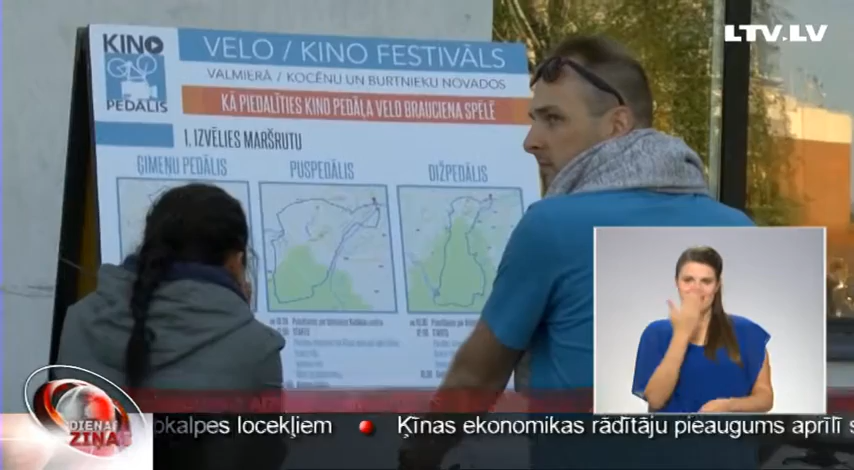 LTV.LV
KINO
PEDĀLIS
VELO / KINO FESTIVĀLS
VALMIERĀ / KOCĒNU UN BURTNIEKU NOVADOS
KĀ PIEDALĪTIES KINO PEDĀĻA VELO BRAUCIENA SPĒLĒ
1. IZVĒLIES MARŠRUTU
ĢIMEŅU PEDĀLIS
PUSPEDĀLIS
DIŽPEDĀLIS
DIENAS
ZIŅAS
pkalpes locekļiem
Ķīnas ekonomikas rādītāju pieaugums aprīlī s